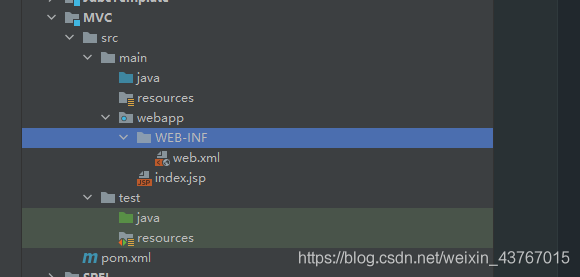 MVC
src
main
java
resources
webapp
WEB-INF
web.xml
index.jsp
test
java
resources
pom.xml
https://blog.csdn.net/weixin_43767015